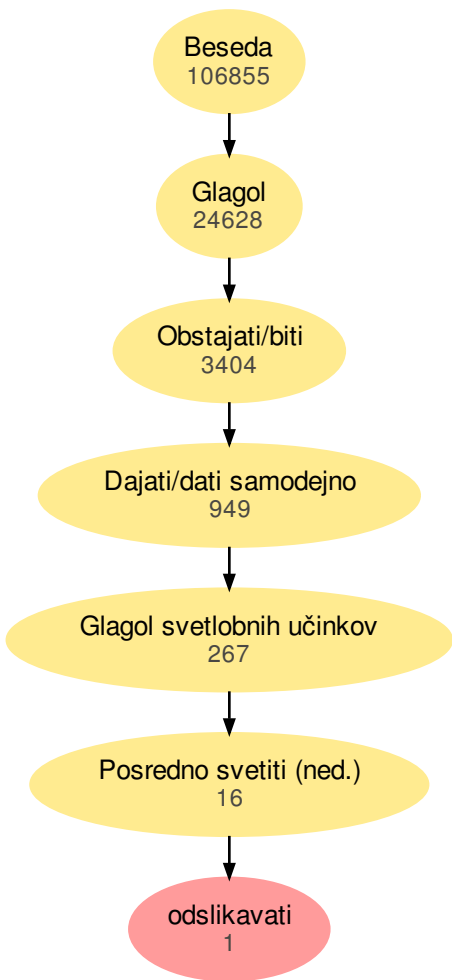 Beseda
106855
Glagol
24628
Obstajati/biti
3404
Dajati/dati samodejno
949
Glagol svetlobnih učinkov
267
Posredno svetiti (ned.)
16
odslikavati
1